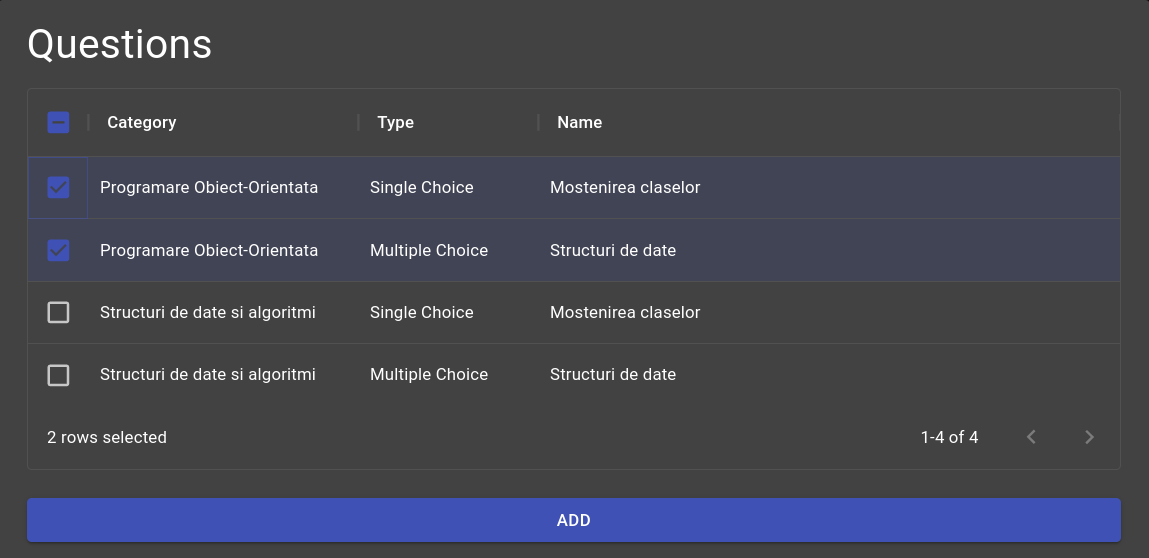 Questions
Category Type Name
Programare Obiect-Orientata Single Choice Mostenirea claselor
Programare Obiect-Orientata Multiple Choice Structuri de date
Structuri de date si algoritmi Single Choice Mostenirea claselor
Structuri de date si algoritmi Multiple Choice Structuri de date
2 rows selected 1-4 of 4
ADD